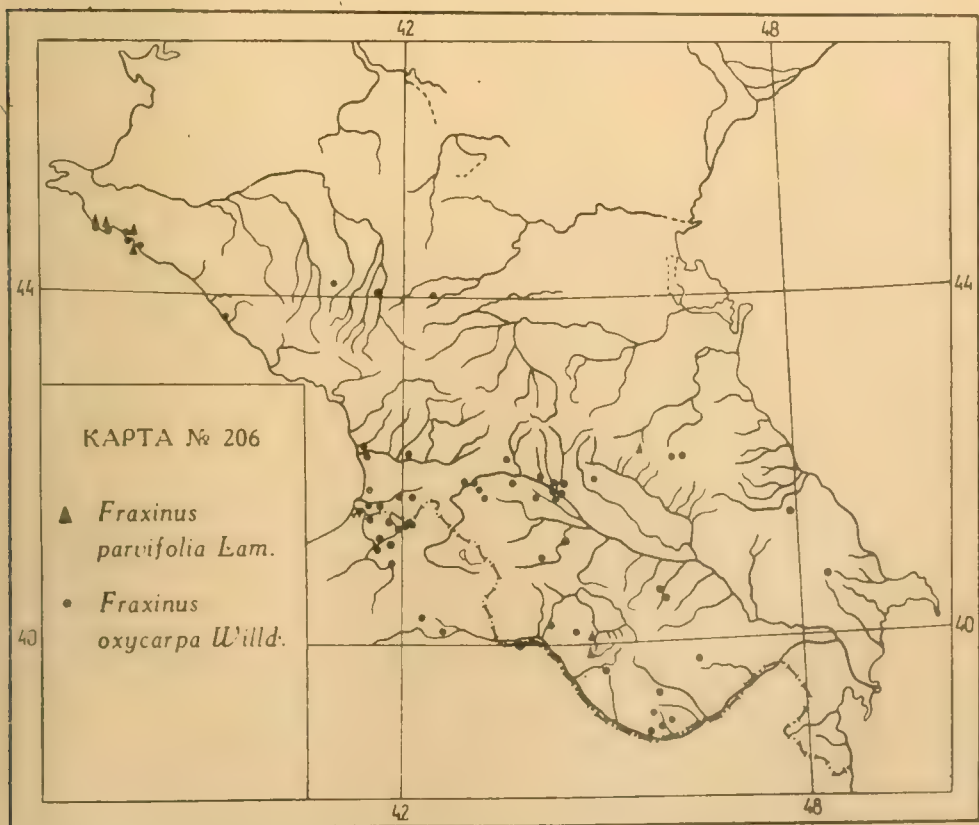 42 48
44 44
КАРТА № 206
Fraxinus
parvifolia Lam.
Fraxinus
oxycarpa Willd.
40 40
42 48